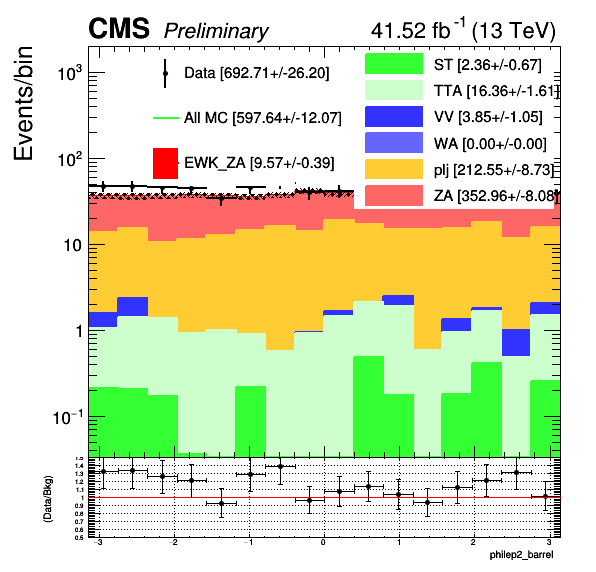 CMS Preliminary 41.52 fb⁻¹ (13 TeV)
Events/bin
10³
10²
10
1
10⁻¹
Data [692.71+/-26.20]
All MC [597.64+/-12.07]
EWK_ZA [9.57+/-0.39]
ST [2.36+/-0.67]
TTA [16.36+/-1.61]
VV [3.85+/-1.05]
WA [0.00+/-0.00]
plj [212.55+/-8.73]
ZA [352.96+/-8.08]
(Data/Bkg)
1.5
1.4
1.3
1.2
1.1
1
0.9
0.8
0.7
0.6
0.5
−3 −2 −1 0 1 2 3
philep2_barrel